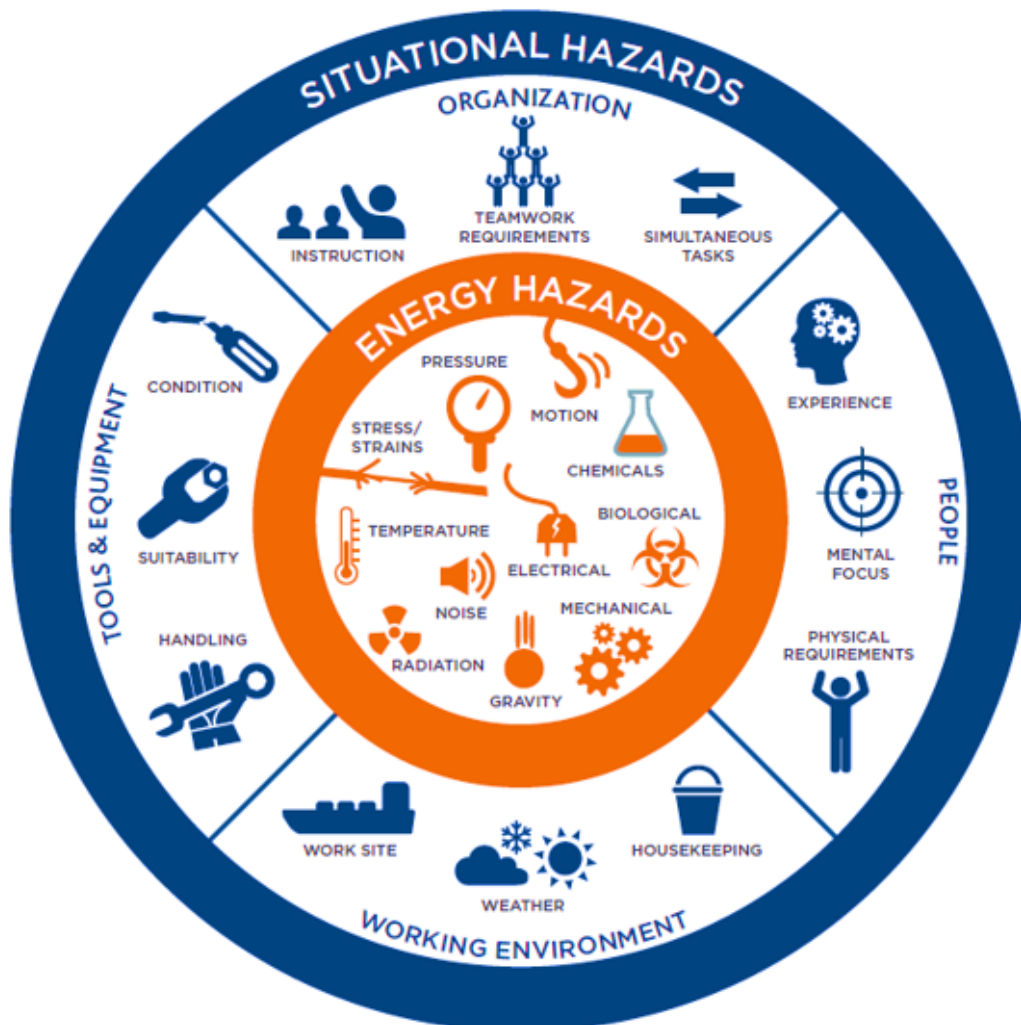 SITUATIONAL HAZARDS
ORGANIZATION
INSTRUCTION
TEAMWORK
REQUIREMENTS
SIMULTANEOUS
TASKS
ENERGY HAZARDS
PRESSURE
MOTION
STRESS/
STRAINS
CHEMICALS
TEMPERATURE
BIOLOGICAL
ELECTRICAL
NOISE
MECHANICAL
RADIATION
GRAVITY
TOOLS & EQUIPMENT
CONDITION
SUITABILITY
HANDLING
PEOPLE
EXPERIENCE
MENTAL
FOCUS
PHYSICAL
REQUIREMENTS
WORK SITE
WEATHER
HOUSEKEEPING
WORKING ENVIRONMENT